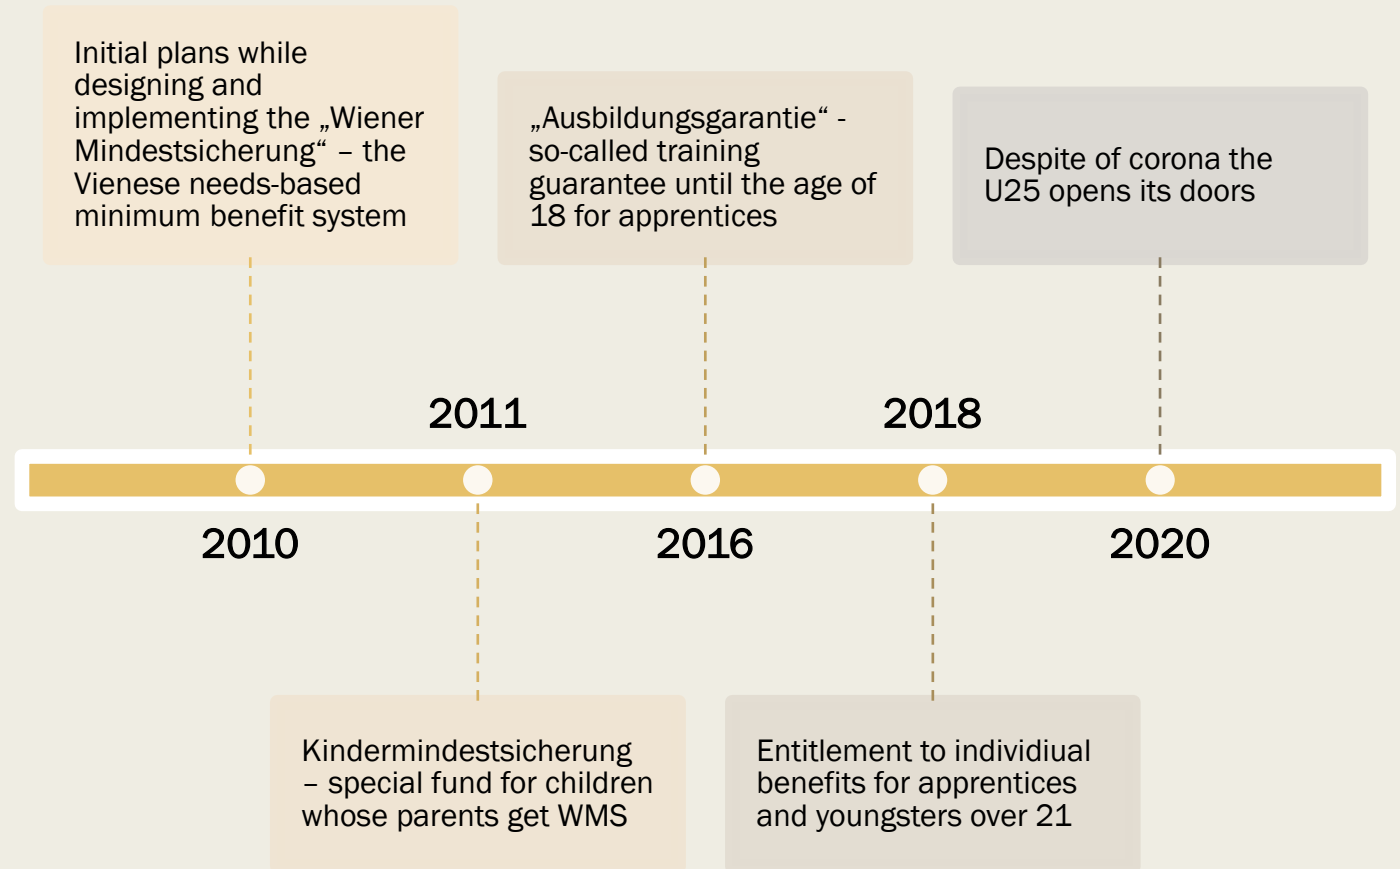 Initial plans while
designing and
implementing the „Wiener
Mindestsicherung“ – the
Vienese needs-based
minimum benefit system
„Ausbildungsgarantie“ -
so-called training
guarantee until the age of
18 for apprentices
Despite of corona the
U25 opens its doors
2011
2018
2010
2016
2020
Kindermindestsicherung
– special fund for children
whose parents get WMS
Entitlement to individiual
benefits for apprentices
and youngsters over 21